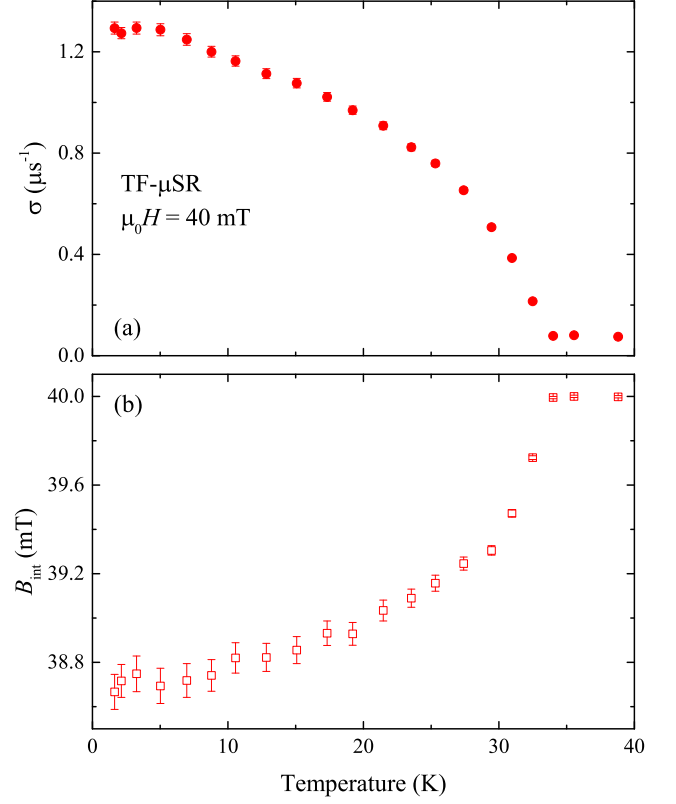 1.2
0.8
0.4
0.0
σ (μs⁻¹)
TF-μSR
μ₀H = 40 mT
(a)
(b)
40.0
39.6
39.2
38.8
B_int (mT)
0 10 20 30 40
Temperature (K)